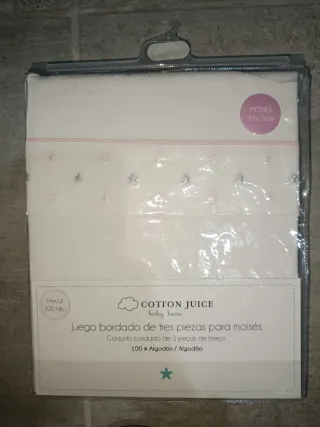 MOISÉS
COTTON JUICE
baby home
Percal
200 hilos
juego bordado de tres piezas para moisés
Conjunto bordado de 3 peças de berço
100 % Algodón / Algodão